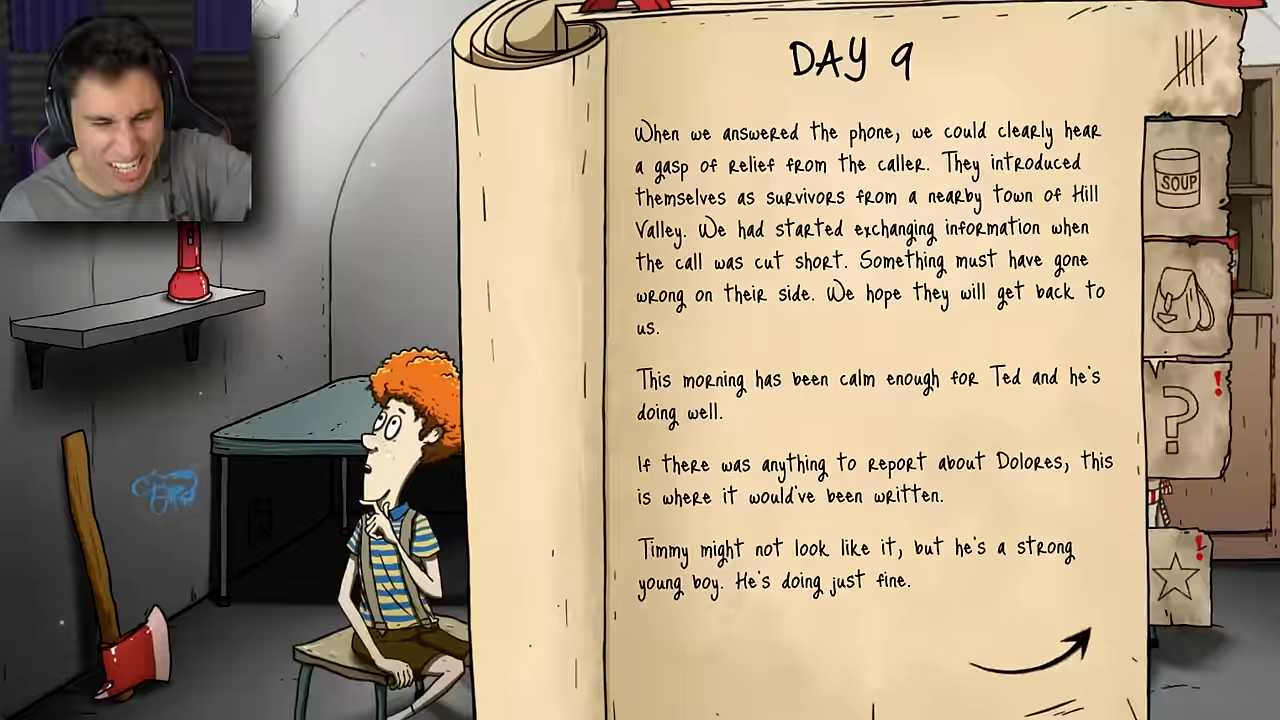 DAY 9
When we answered the phone, we could clearly hear
a gasp of relief from the caller. They introduced
themselves as survivors from a nearby town of Hill
Valley. We had started exchanging information when
the call was cut short. Something must have gone
wrong on their side. We hope they will get back to
us.
This morning has been calm enough for Ted and he's
doing well.
If there was anything to report about Dolores, this
is where it would've been written.
Timmy might not look like it, but he's a strong
young boy. He's doing just fine.
SOUP
?
!
!